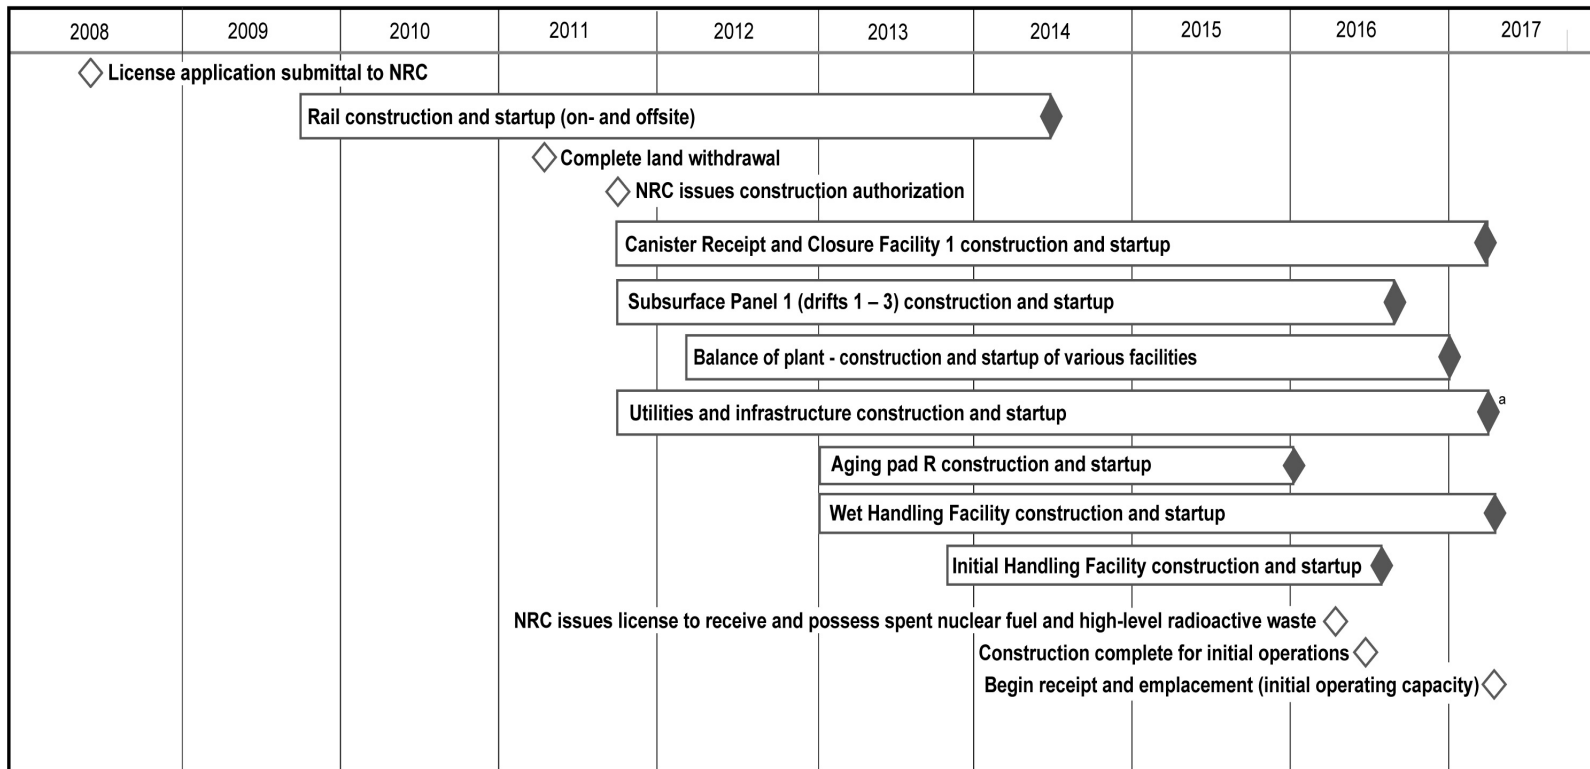 2008 2009 2010 2011 2012 2013 2014 2015 2016 2017
License application submittal to NRC
Rail construction and startup (on- and offsite)
Complete land withdrawal
NRC issues construction authorization
Canister Receipt and Closure Facility 1 construction and startup
Subsurface Panel 1 (drifts 1 – 3) construction and startup
Balance of plant - construction and startup of various facilities
Utilities and infrastructure construction and startup a
Aging pad R construction and startup
Wet Handling Facility construction and startup
Initial Handling Facility construction and startup
NRC issues license to receive and possess spent nuclear fuel and high-level radioactive waste
Construction complete for initial operations
Begin receipt and emplacement (initial operating capacity)